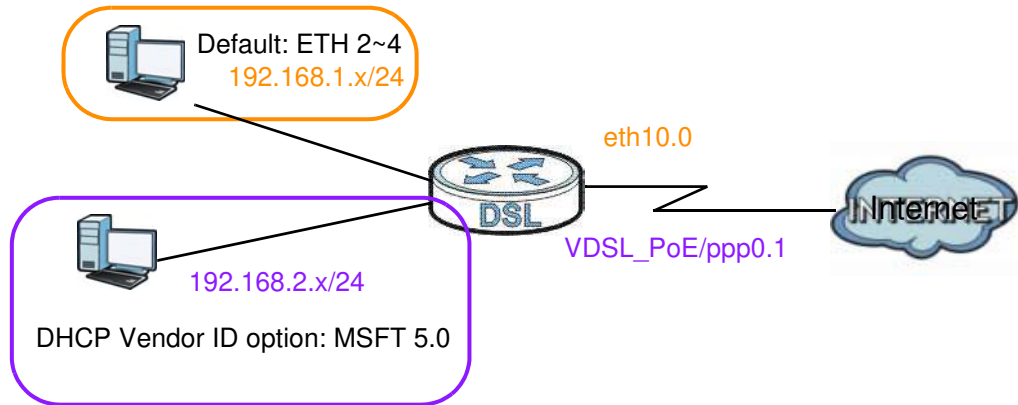 Default: ETH 2~4
192.168.1.x/24
eth10.0
DSL
INTERNET
Internet
VDSL_PoE/ppp0.1
192.168.2.x/24
DHCP Vendor ID option: MSFT 5.0